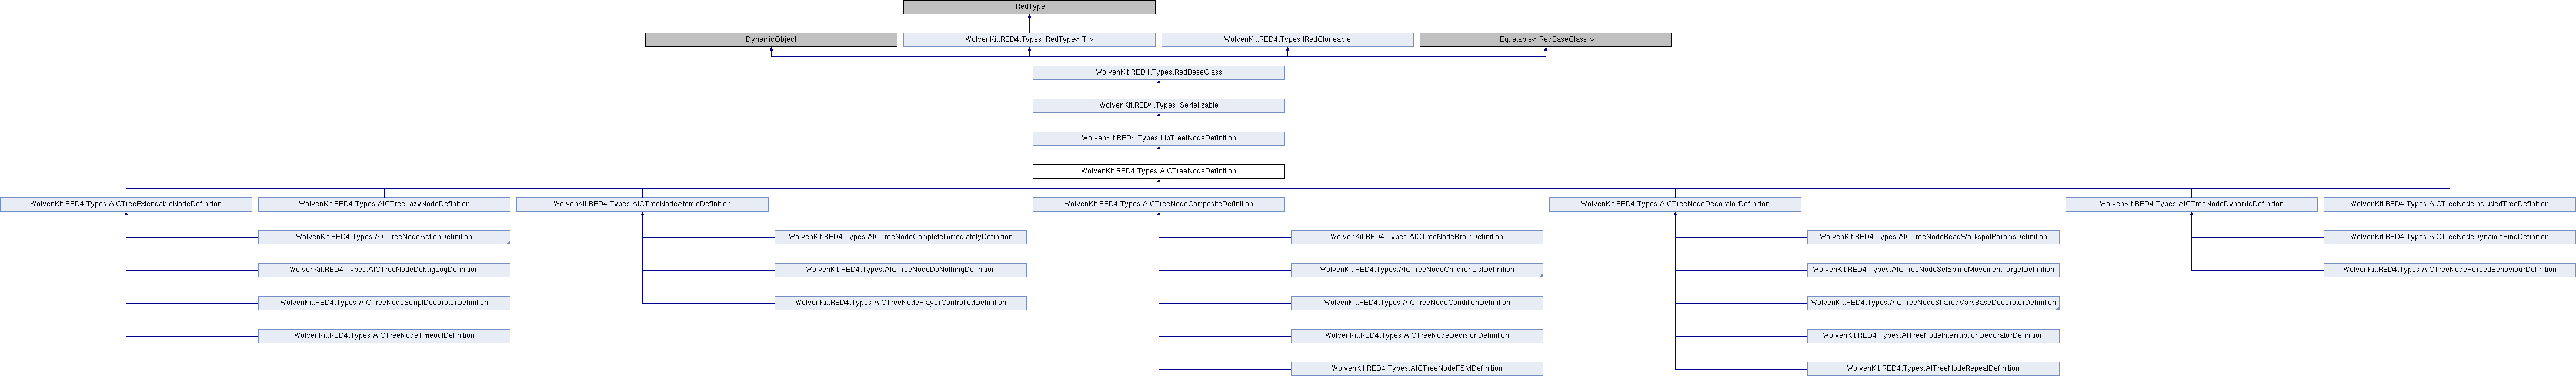 IRedType
DynamicObject
WolvenKit.RED4.Types.IRedType< T >
WolvenKit.RED4.Types.IRedCloneable
IEquatable< RedBaseClass >
WolvenKit.RED4.Types.RedBaseClass
WolvenKit.RED4.Types.ISerializable
WolvenKit.RED4.Types.LibTreeINodeDefinition
WolvenKit.RED4.Types.AICTreeNodeDefinition
WolvenKit.RED4.Types.AICTreeExtendableNodeDefinition
WolvenKit.RED4.Types.AICTreeLazyNodeDefinition
WolvenKit.RED4.Types.AICTreeNodeAtomicDefinition
WolvenKit.RED4.Types.AICTreeNodeCompositeDefinition
WolvenKit.RED4.Types.AICTreeNodeDecoratorDefinition
WolvenKit.RED4.Types.AICTreeNodeDynamicDefinition
WolvenKit.RED4.Types.AICTreeNodeIncludedTreeDefinition
WolvenKit.RED4.Types.AICTreeNodeActionDefinition
WolvenKit.RED4.Types.AICTreeNodeCompleteImmediatelyDefinition
WolvenKit.RED4.Types.AICTreeNodeBrainDefinition
WolvenKit.RED4.Types.AICTreeNodeReadWorkspotParamsDefinition
WolvenKit.RED4.Types.AICTreeNodeDynamicBindDefinition
WolvenKit.RED4.Types.AICTreeNodeDebugLogDefinition
WolvenKit.RED4.Types.AICTreeNodeDoNothingDefinition
WolvenKit.RED4.Types.AICTreeNodeChildrenListDefinition
WolvenKit.RED4.Types.AICTreeNodeSetSplineMovementTargetDefinition
WolvenKit.RED4.Types.AICTreeNodeForcedBehaviourDefinition
WolvenKit.RED4.Types.AICTreeNodeScriptDecoratorDefinition
WolvenKit.RED4.Types.AICTreeNodePlayerControlledDefinition
WolvenKit.RED4.Types.AICTreeNodeConditionDefinition
WolvenKit.RED4.Types.AICTreeNodeSharedVarsBaseDecoratorDefinition
WolvenKit.RED4.Types.AICTreeNodeTimeoutDefinition
WolvenKit.RED4.Types.AICTreeNodeDecisionDefinition
WolvenKit.RED4.Types.AITreeNodeInterruptionDecoratorDefinition
WolvenKit.RED4.Types.AICTreeNodeFSMDefinition
WolvenKit.RED4.Types.AITreeNodeRepeatDefinition